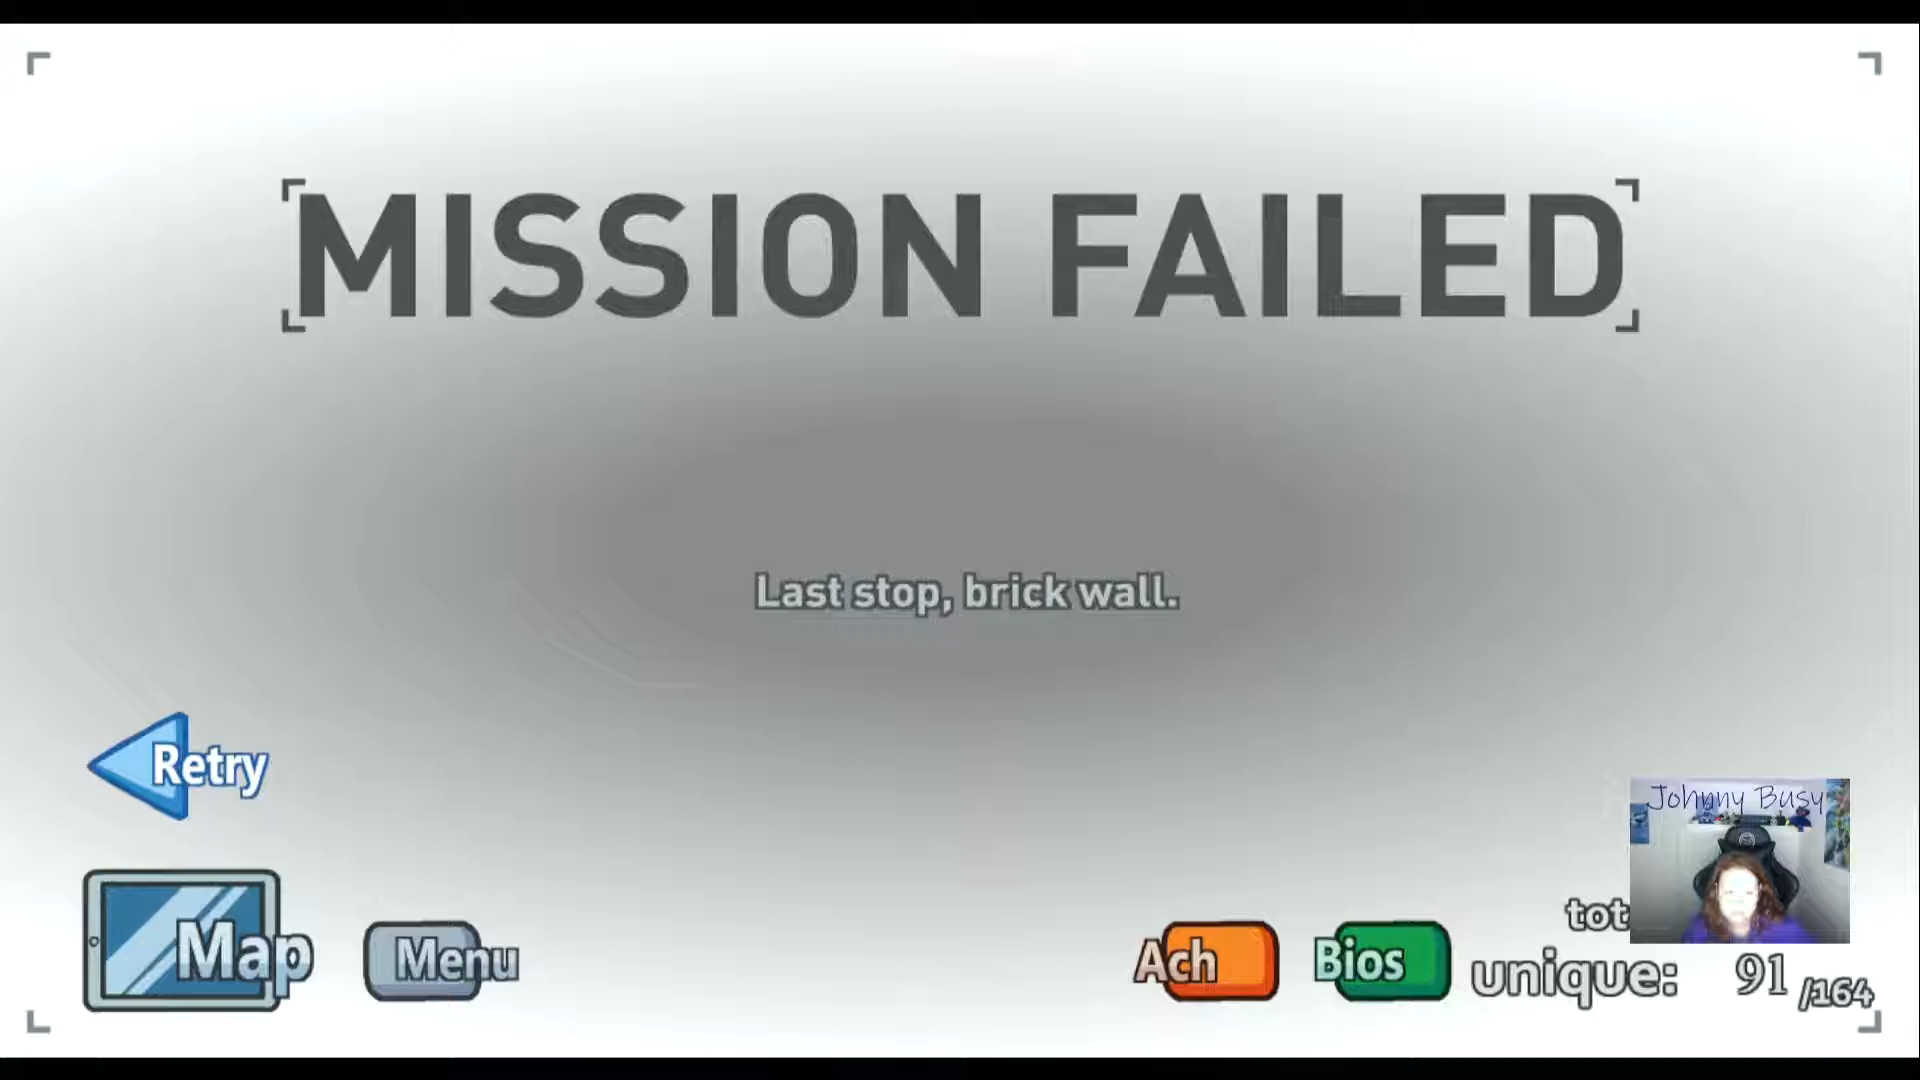 MISSION FAILED
Last stop, brick wall.
Retry
Johnny Busy
Map
Menu
Ach
Bios
tot
unique: 91 /164